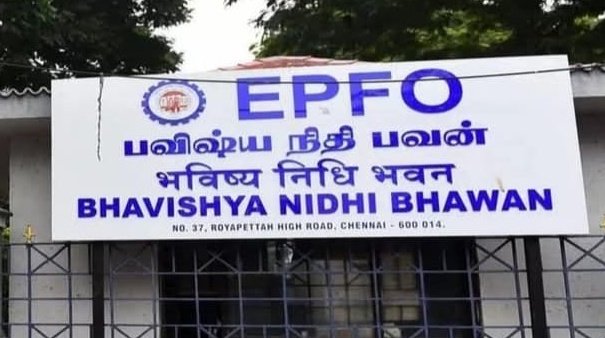 EPFO
பவிஷ்ய நிதி பவன்
भविष्य निधि भवन
BHAVISHYA NIDHI BHAWAN
NO. 37, ROYAPETTAH HIGH ROAD, CHENNAI - 600 014.